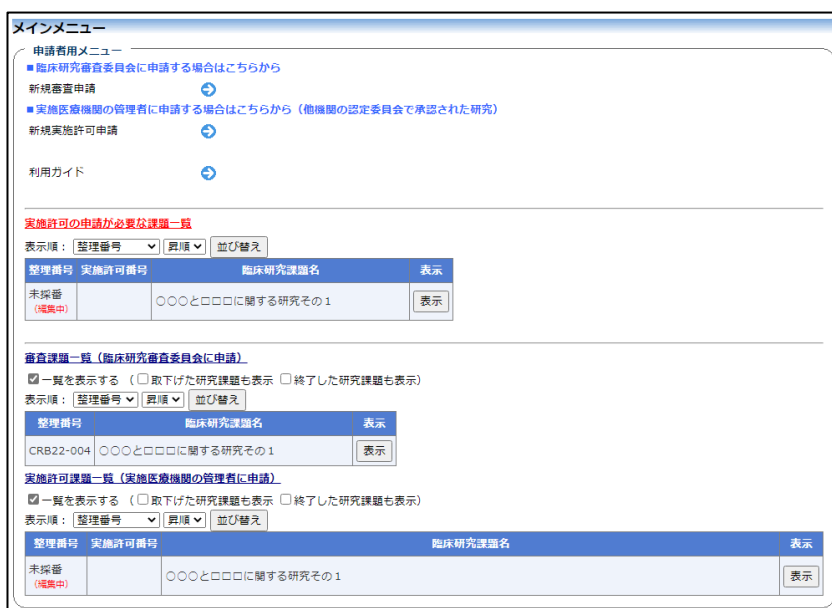 メインメニュー
申請者用メニュー
■臨床研究審査委員会に申請する場合はこちらから
新規審査申請
■実施医療機関の管理者に申請する場合はこちらから（他機関の認定委員会で承認された研究）
新規実施許可申請
利用ガイド
実施許可の申請が必要な課題一覧
表示順： 整理番号 昇順 並び替え
整理番号 実施許可番号 臨床研究課題名 表示
未採番
（編集中） ○○○と□□□に関する研究その１ 表示
審査課題一覧（臨床研究審査委員会に申請）
一覧を表示する （ 取下げた研究課題も表示 終了した研究課題も表示）
表示順： 整理番号 昇順 並び替え
整理番号 臨床研究課題名 表示
CRB22-004 ○○○と□□□に関する研究その１ 表示
実施許可課題一覧（実施医療機関の管理者に申請）
一覧を表示する （ 取下げた研究課題も表示 終了した研究課題も表示）
表示順： 整理番号 昇順 並び替え
整理番号 実施許可番号 臨床研究課題名 表示
未採番
（編集中） ○○○と□□□に関する研究その１ 表示